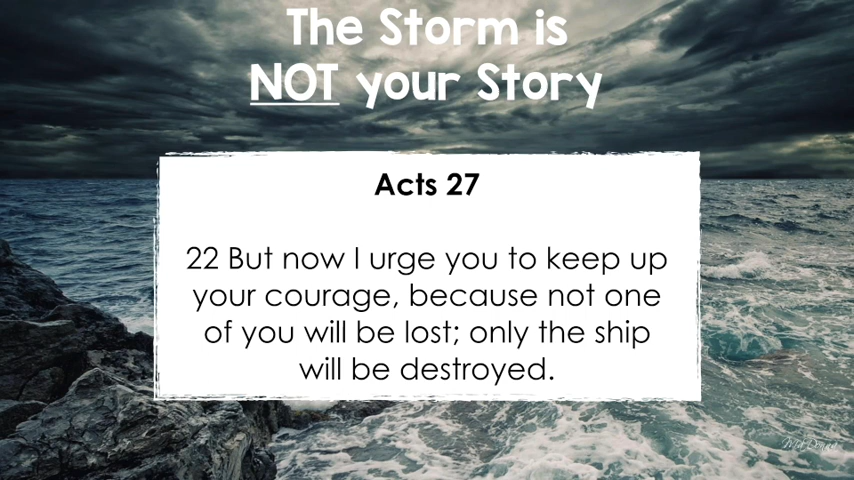 The Storm is
NOT your Story
Acts 27
22 But now I urge you to keep up
your courage, because not one
of you will be lost; only the ship
will be destroyed.